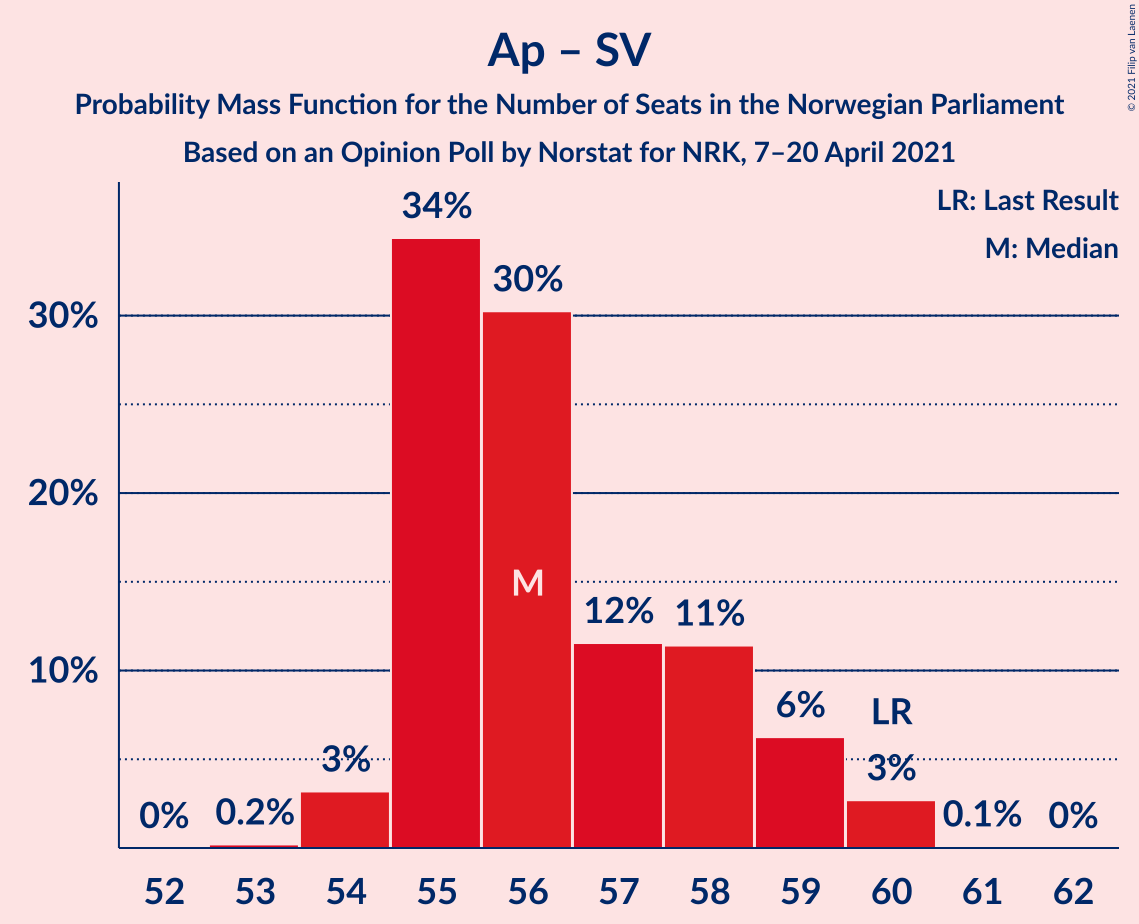 Ap – SV
Probability Mass Function for the Number of Seats in the Norwegian Parliament
Based on an Opinion Poll by Norstat for NRK, 7–20 April 2021
© 2021 Filip van Laenen
LR: Last Result
M: Median
34%
30%
30%
20%
M
12%
11%
10%
6%
LR
3%
3%
0%
0.2%
0.1%
0%
52 53 54 55 56 57 58 59 60 61 62